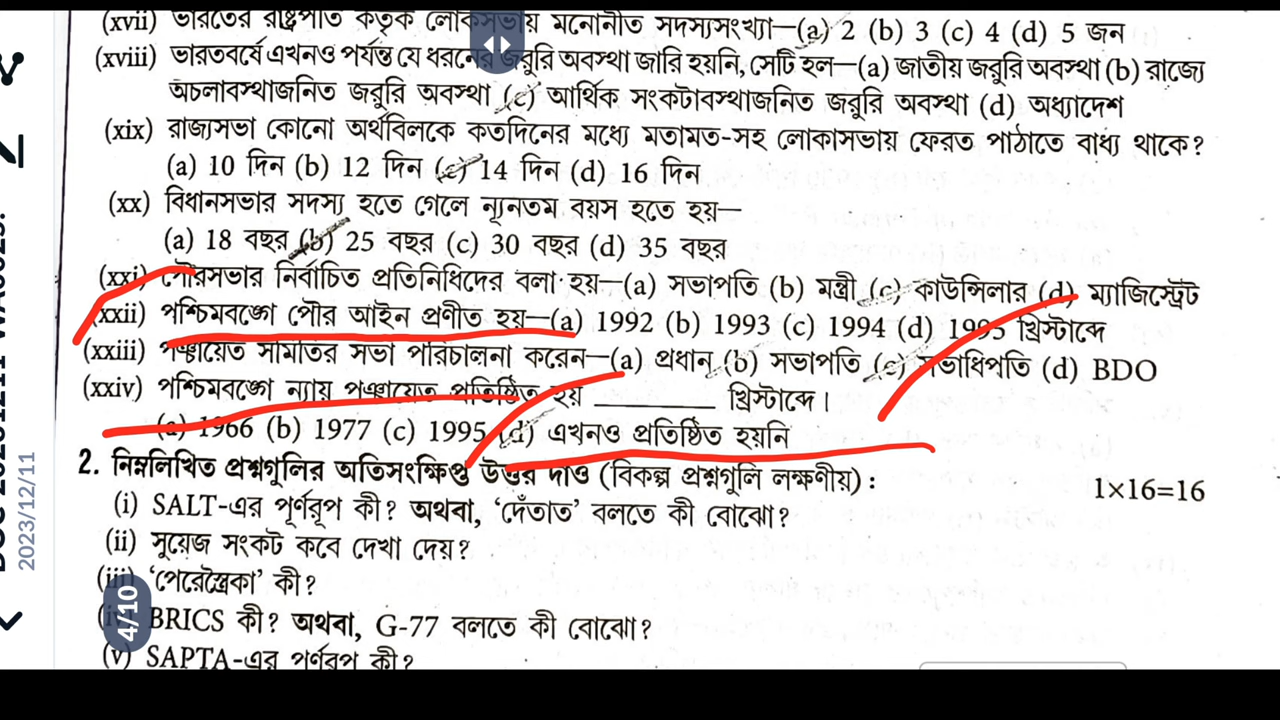 (xvii) ভারতের রাষ্ট্রপতি কর্তৃক লোকসভায় মনোনীত সদস্যসংখ্যা—(a) 2 (b) 3 (c) 4 (d) 5 জন
(xviii) ভারতবর্ষে এখনও পর্যন্ত যে ধরনের জরুরি অবস্থা জারি হয়নি, সেটি হল—(a) জাতীয় জরুরি অবস্থা (b) রাজ্যে
অচলাবস্থাজনিত জরুরি অবস্থা (c) আর্থিক সংকটাবস্থাজনিত জরুরি অবস্থা (d) অধ্যাদেশ
(xix) রাজ্যসভা কোনো অর্থবিলকে কতদিনের মধ্যে মতামত-সহ লোকাসভায় ফেরত পাঠাতে বাধ্য থাকে?
(a) 10 দিন (b) 12 দিন (c) 14 দিন (d) 16 দিন
(xx) বিধানসভার সদস্য হতে গেলে ন্যূনতম বয়স হতে হয়—
(a) 18 বছর (b) 25 বছর (c) 30 বছর (d) 35 বছর
(xxi) পৌরসভার নির্বাচিত প্রতিনিধিদের বলা হয়—(a) সভাপতি (b) মন্ত্রী (c) কাউন্সিলার (d) ম্যাজিস্ট্রেট
(xxii) পশ্চিমবঙ্গে পৌর আইন প্রণীত হয়—(a) 1992 (b) 1993 (c) 1994 (d) 1995 খ্রিস্টাব্দে
(xxiii) পঞ্চায়েত সমিতির সভা পরিচালনা করেন—(a) প্রধান (b) সভাপতি (c) সভাধিপতি (d) BDO
(xxiv) পশ্চিমবঙ্গে ন্যায় পঞ্চায়েত প্রতিষ্ঠিত হয় ________ খ্রিস্টাব্দে।
(a) 1966 (b) 1977 (c) 1995 (d) এখনও প্রতিষ্ঠিত হয়নি
2. নিম্নলিখিত প্রশ্নগুলির অতিসংক্ষিপ্ত উত্তর দাও (বিকল্প প্রশ্নগুলি লক্ষণীয়) : 1×16=16
(i) SALT-এর পূর্ণরূপ কী? অথবা, ‘দেঁতাত’ বলতে কী বোঝো?
(ii) সুয়েজ সংকট কবে দেখা দেয়?
(iii) ‘পেরেস্ত্রৈকা’ কী?
(iv) BRICS কী? অথবা, G-77 বলতে কী বোঝো?
(v) SAPTA-এর পূর্ণরূপ কী?
4/10
2023/12/11